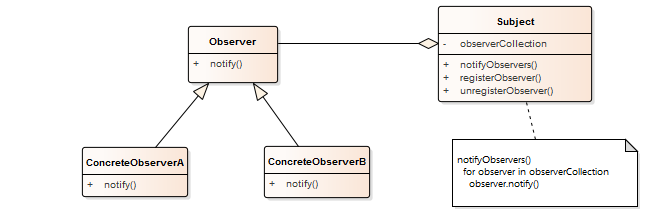 Observer
+ notify()
Subject
- observerCollection
+ notifyObservers()
+ registerObserver()
+ unregisterObserver()
ConcreteObserverA
+ notify()
ConcreteObserverB
+ notify()
notifyObservers()
for observer in observerCollection
observer.notify()